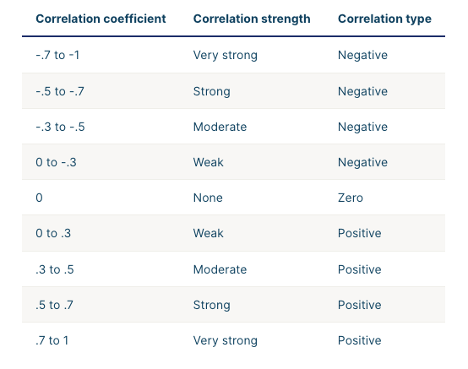 Correlation coefficient Correlation strength Correlation type
-.7 to -1 Very strong Negative
-.5 to -.7 Strong Negative
-.3 to -.5 Moderate Negative
0 to -.3 Weak Negative
0 None Zero
0 to .3 Weak Positive
.3 to .5 Moderate Positive
.5 to .7 Strong Positive
.7 to 1 Very strong Positive